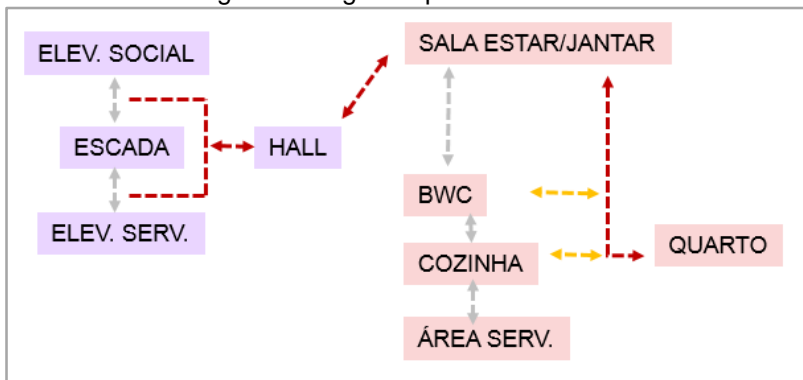 SALA ESTAR/JANTAR
ELEV. SOCIAL
ESCADA
HALL
BWC
ELEV. SERV.
QUARTO
COZINHA
ÁREA SERV.